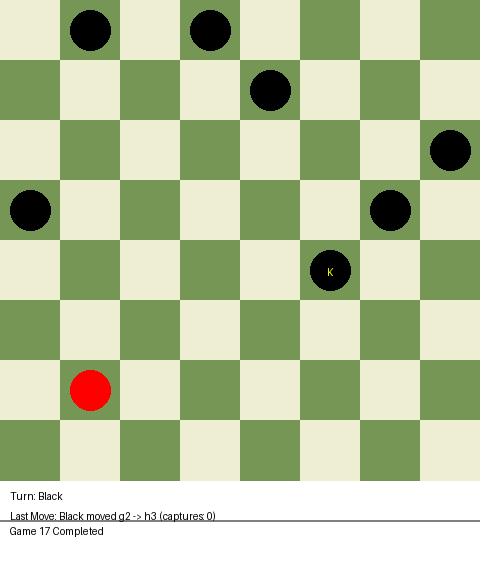 K
Turn: Black
Last Move: Black moved g2 -> h3 (captures: 0)
Game 17 Completed